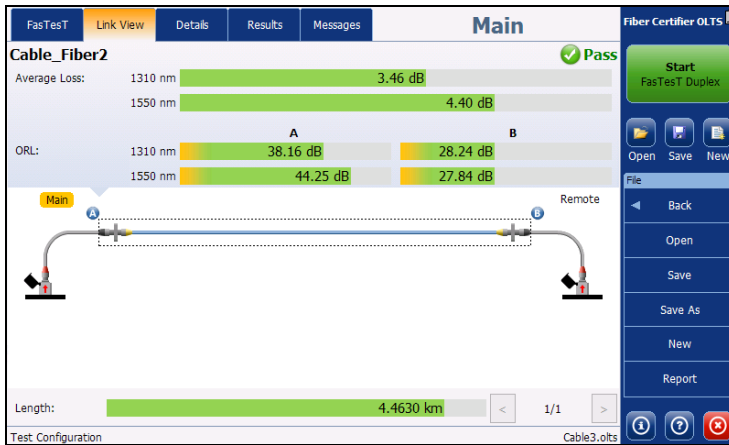 FasTesT Link View Details Results Messages Main
Fiber Certifier OLTS
Cable_Fiber2 Pass
Average Loss: 1310 nm 3.46 dB
1550 nm 4.40 dB
A B
ORL: 1310 nm 38.16 dB 28.24 dB
1550 nm 44.25 dB 27.84 dB
Main Remote
A B
Length: 4.4630 km < 1/1 >
Test Configuration Cable3.olts
Start
FasTesT Duplex
Open Save New
File
Back
Open
Save
Save As
New
Report